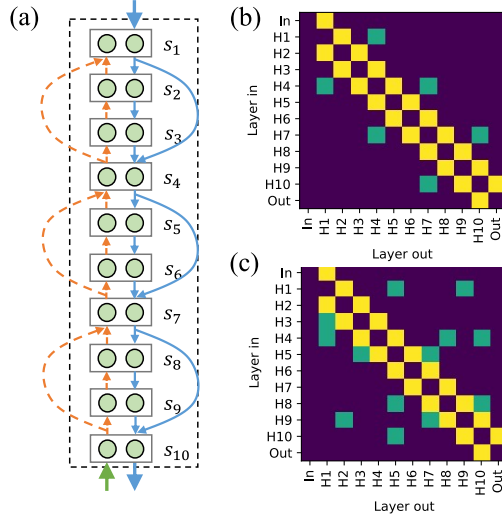 (a)
s1
s2
s3
s4
s5
s6
s7
s8
s9
s10
(b)
Layer in
In
H1
H2
H3
H4
H5
H6
H7
H8
H9
H10
Out
In H1 H2 H3 H4 H5 H6 H7 H8 H9 H10 Out
Layer out
(c)
Layer in
In
H1
H2
H3
H4
H5
H6
H7
H8
H9
H10
Out
In H1 H2 H3 H4 H5 H6 H7 H8 H9 H10 Out
Layer out